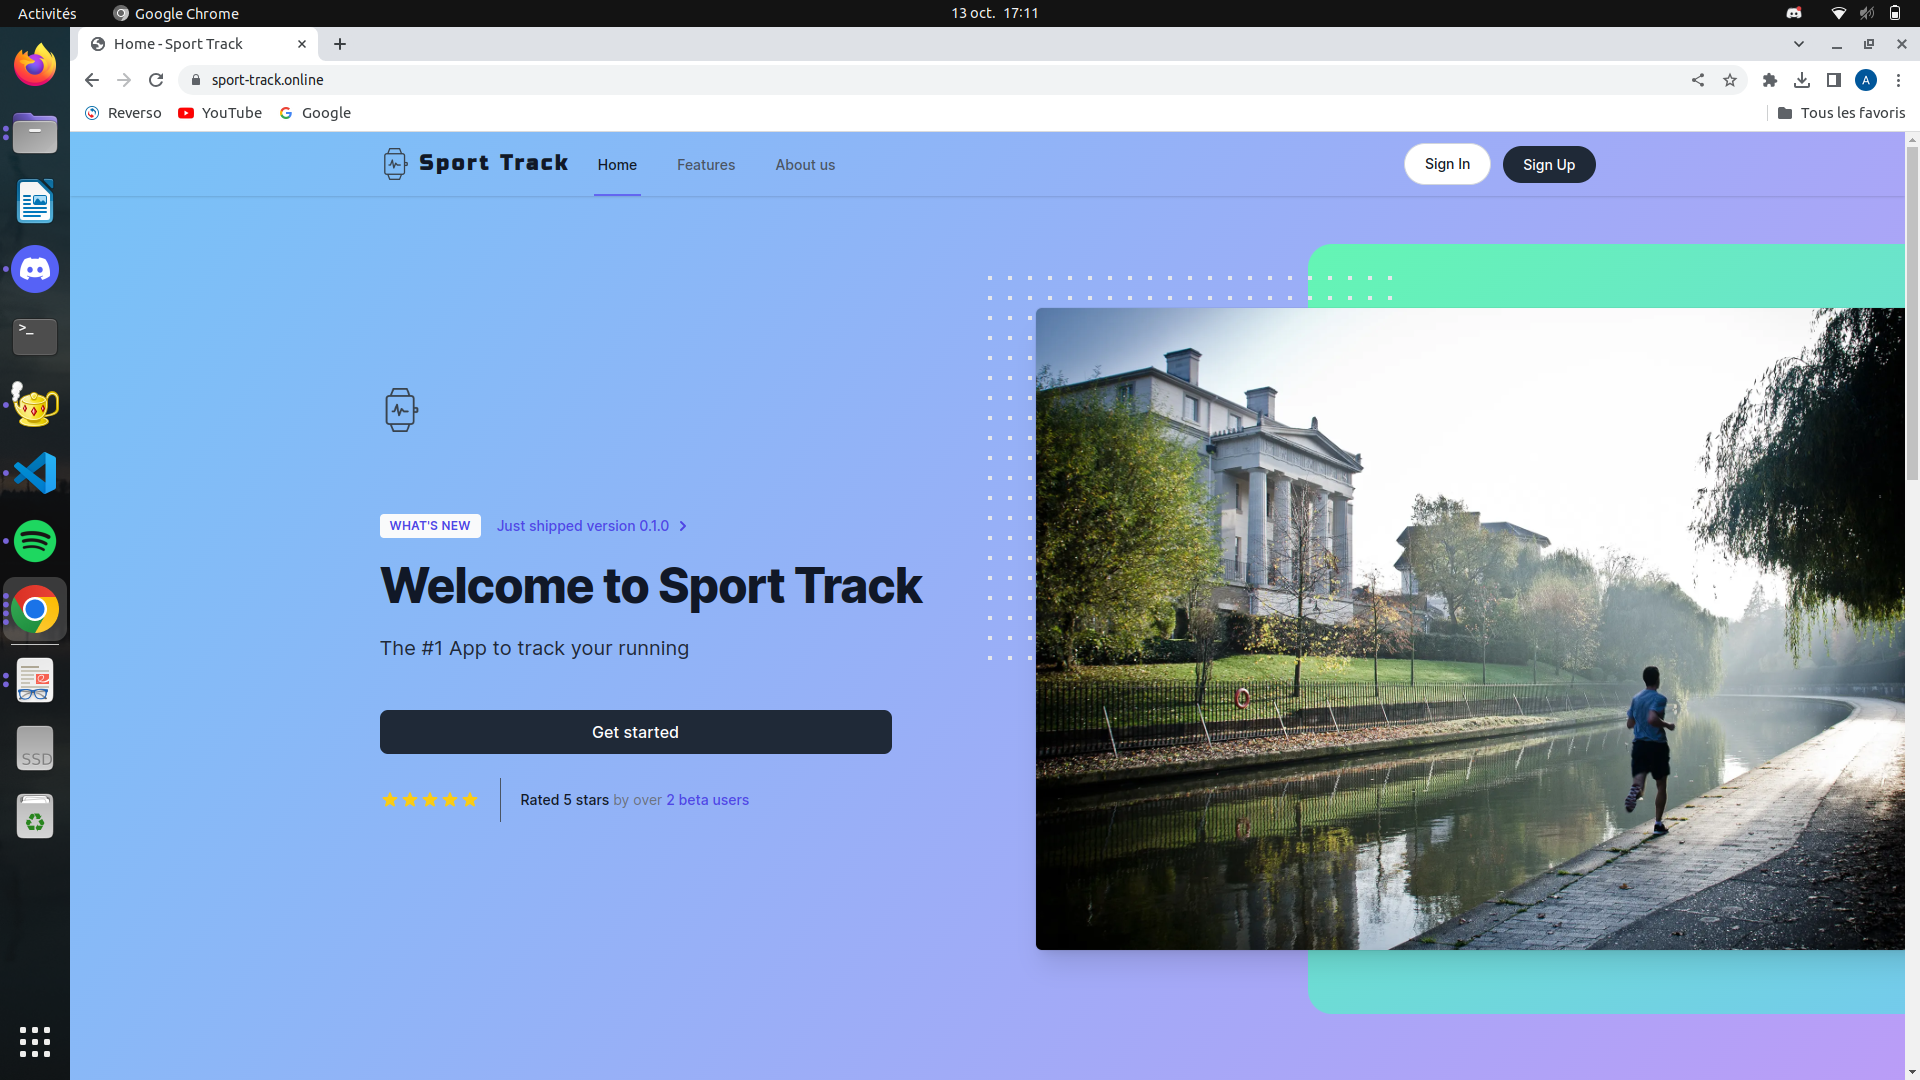 Activités
Google Chrome
13 oct. 17:11
Home - Sport Track
sport-track.online
A
Reverso
YouTube
Google
Tous les favoris
Sport Track
Home
Features
About us
Sign In
Sign Up
>_
WHAT'S NEW
Just shipped version 0.1.0
Welcome to Sport Track
The #1 App to track your running
Get started
Rated 5 stars by over 2 beta users
SSD